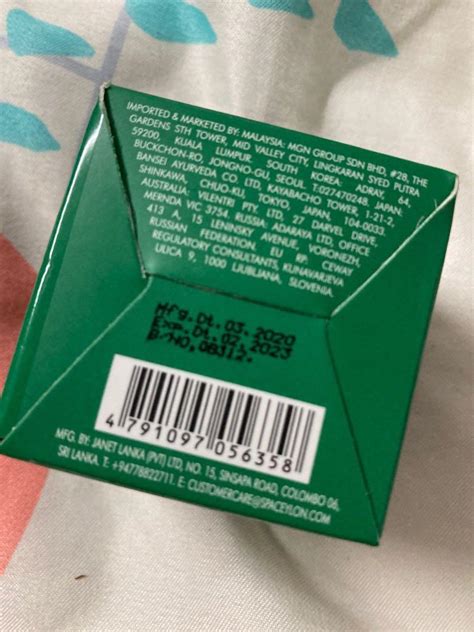 IMPORTED & MARKETED BY: MALAYSIA: MGN GROUP SDN BHD, #28, THE
GARDENS STH TOWER, MID VALLEY CITY, LINGKARAN SYED PUTRA
59200, KUALA LUMPUR. SOUTH KOREA: ADRAY, 64,
BUCKCHON-RO, JONGNO-GU, SEOUL. T:027470248. JAPAN:
BANSEI AYURVEDA CO LTD, KAYABACHO TOWER, 1-21-2,
SHINKAWA, CHUO-KU, TOKYO, JAPAN, 104-0033.
AUSTRALIA. VILENTRI PTY, LTD, 27 DARVEL DRIVE,
MERNDA VIC 3754. RUSSIA: ADARAYA LTD, OFFICE
413 A, 15 LENINSKY AVENUE, VORONEZH,
RUSSIAN FEDERATION. EU RP: CEWAY
REGULATORY CONSULTANTS, KUNAVARJEVA
ULICA 9, 1000 LJUBLJANA, SLOVENIA.
Mfg.Dt.03.2020
Exp.Dt.02.2023
B/NO.08312.
4 791097 056358
MFG. BY: JANET LANKA (PVT) LTD, NO. 15, SINSAPA ROAD, COLOMBO 06,
SRI LANKA. T: +94778822711. E: CUSTOMERCARE@SPACEYLON.COM